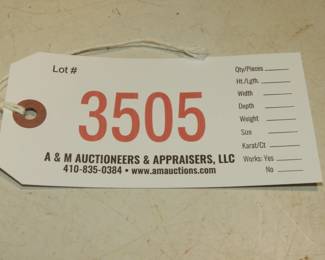 Lot #
3505
A & M AUCTIONEERS & APPRAISERS, LLC
410-835-0384 • www.amauctions.com
Qty/Pieces
Ht./Lgth.
Width
Depth
Weight
Size
Karat/Ct
Works: Yes
No